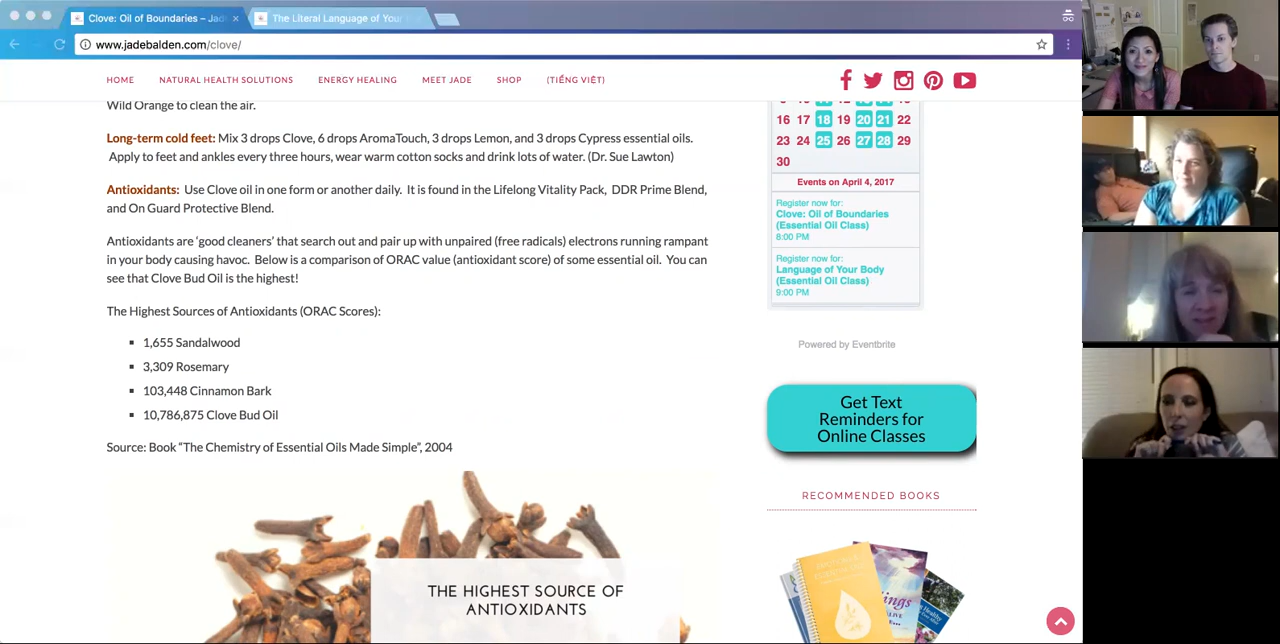 Clove: Oil of Boundaries – Jad
The Literal Language of You
www.jadebalden.com/clove/
HOME NATURAL HEALTH SOLUTIONS ENERGY HEALING MEET JADE SHOP (TIẾNG VIỆT)
Wild Orange to clean the air.
Long-term cold feet: Mix 3 drops Clove, 6 drops AromaTouch, 3 drops Lemon, and 3 drops Cypress essential oils.
Apply to feet and ankles every three hours, wear warm cotton socks and drink lots of water. (Dr. Sue Lawton)
Antioxidants: Use Clove oil in one form or another daily. It is found in the Lifelong Vitality Pack, DDR Prime Blend,
and On Guard Protective Blend.
Antioxidants are 'good cleaners' that search out and pair up with unpaired (free radicals) electrons running rampant
in your body causing havoc. Below is a comparison of ORAC value (antioxidant score) of some essential oil. You can
see that Clove Bud Oil is the highest!
The Highest Sources of Antioxidants (ORAC Scores):
1,655 Sandalwood
3,309 Rosemary
103,448 Cinnamon Bark
10,786,875 Clove Bud Oil
Source: Book "The Chemistry of Essential Oils Made Simple", 2004
THE HIGHEST SOURCE OF
ANTIOXIDANTS
16 17 18 19 20 21 22
23 24 25 26 27 28 29
30
Events on April 4, 2017
Register now for:
Clove: Oil of Boundaries
(Essential Oil Class)
8:00 PM
Register now for:
Language of Your Body
(Essential Oil Class)
9:00 PM
Powered by Eventbrite
Get Text
Reminders for
Online Classes
RECOMMENDED BOOKS